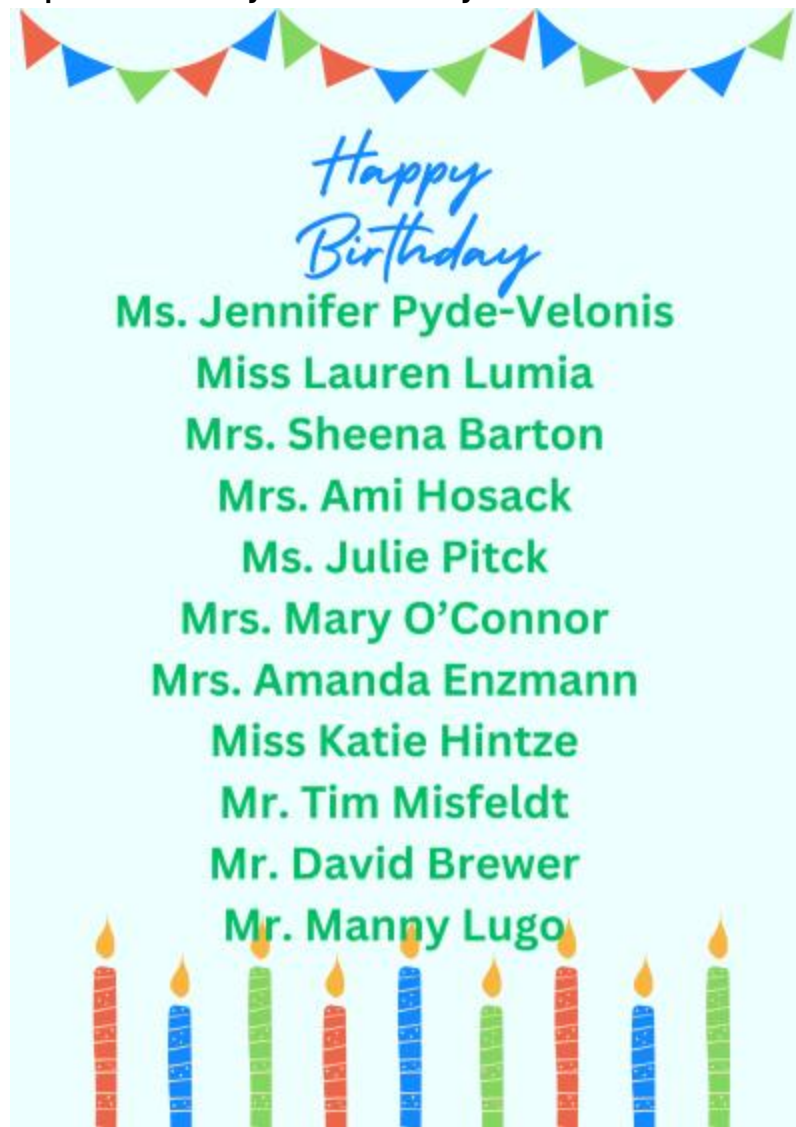 Happy
Birthday
Ms. Jennifer Pyde-Velonis
Miss Lauren Lumia
Mrs. Sheena Barton
Mrs. Ami Hosack
Ms. Julie Pitck
Mrs. Mary O’Connor
Mrs. Amanda Enzmann
Miss Katie Hintze
Mr. Tim Misfeldt
Mr. David Brewer
Mr. Manny Lugo